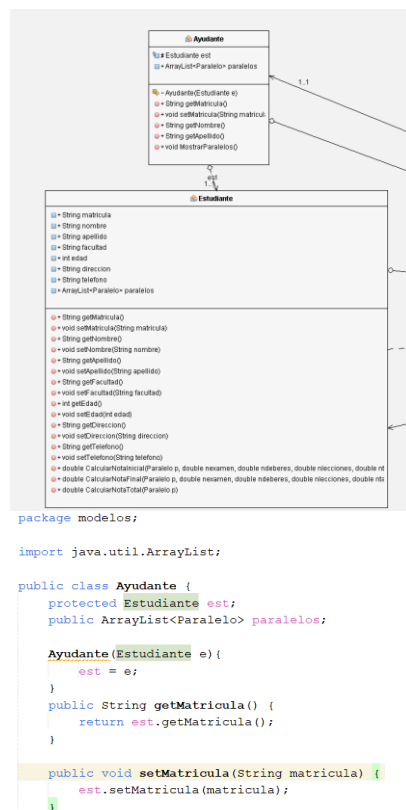 Ayudante
# Estudiante est
+ ArrayList<Paralelo> paralelos
~ Ayudante(Estudiante e)
+ String getMatricula()
+ void setMatricula(String matricul
+ String getNombre()
+ String getApellido()
+ void MostrarParalelos()
1..1
est
1..1
Estudiante
+ String matricula
+ String nombre
+ String apellido
+ String facultad
+ int edad
+ String direccion
+ String telefono
+ ArrayList<Paralelo> paralelos
+ String getMatricula()
+ void setMatricula(String matricula)
+ String getNombre()
+ void setNombre(String nombre)
+ String getApellido()
+ void setApellido(String apellido)
+ String getFacultad()
+ void setFacultad(String facultad)
+ int getEdad()
+ void setEdad(int edad)
+ String getDireccion()
+ void setDireccion(String direccion)
+ String getTelefono()
+ void setTelefono(String telefono)
+ double CalcularNotaInicial(Paralelo p, double nexamen, double ndeberes, double nlecciones, double nt
+ double CalcularNotaFinal(Paralelo p, double nexamen, double ndeberes, double nlecciones, double nta
+ double CalcularNotaTotal(Paralelo p)
package modelos;
import java.util.ArrayList;
public class Ayudante {
protected Estudiante est;
public ArrayList<Paralelo> paralelos;
Ayudante(Estudiante e){
est = e;
}
public String getMatricula() {
return est.getMatricula();
}
public void setMatricula(String matricula) {
est.setMatricula(matricula);
}